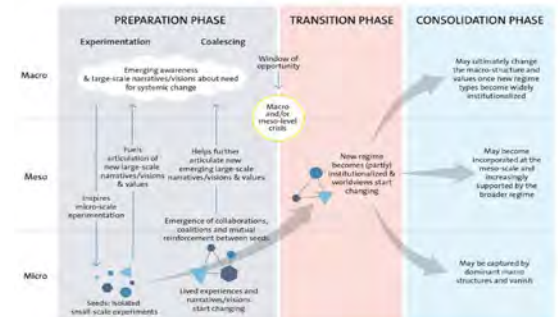 PREPARATION PHASE
TRANSITION PHASE
CONSOLIDATION PHASE
Experimentation
Coalescing
Macro
Emerging awareness
& large-scale narratives/visions about need
for systemic change
Window of
opportunity
Macro
and/or
meso-level
crisis
May ultimately change
the macro-structure and
values once new regime
types become widely
institutionalized
Meso
Fuels
articulation of
new large-scale
narratives/visions
& values
Helps further
articulate new
emerging large-scale
narratives/visions & values
Inspires
micro-scale
eperimentation
Emergence of collaborations,
coalitions and mutual
reinforcement between seeds
New regime
becomes (partly)
institutionalized &
worldviews start
changing
May become
incorporated at the
meso-scale and
increasingly
supported by the
broader regime
Micro
Seeds: isolated
small-scale experiments
Lived experiences and
narratives/visions
start changing
May be captured by
dominant macro
structures and vanish